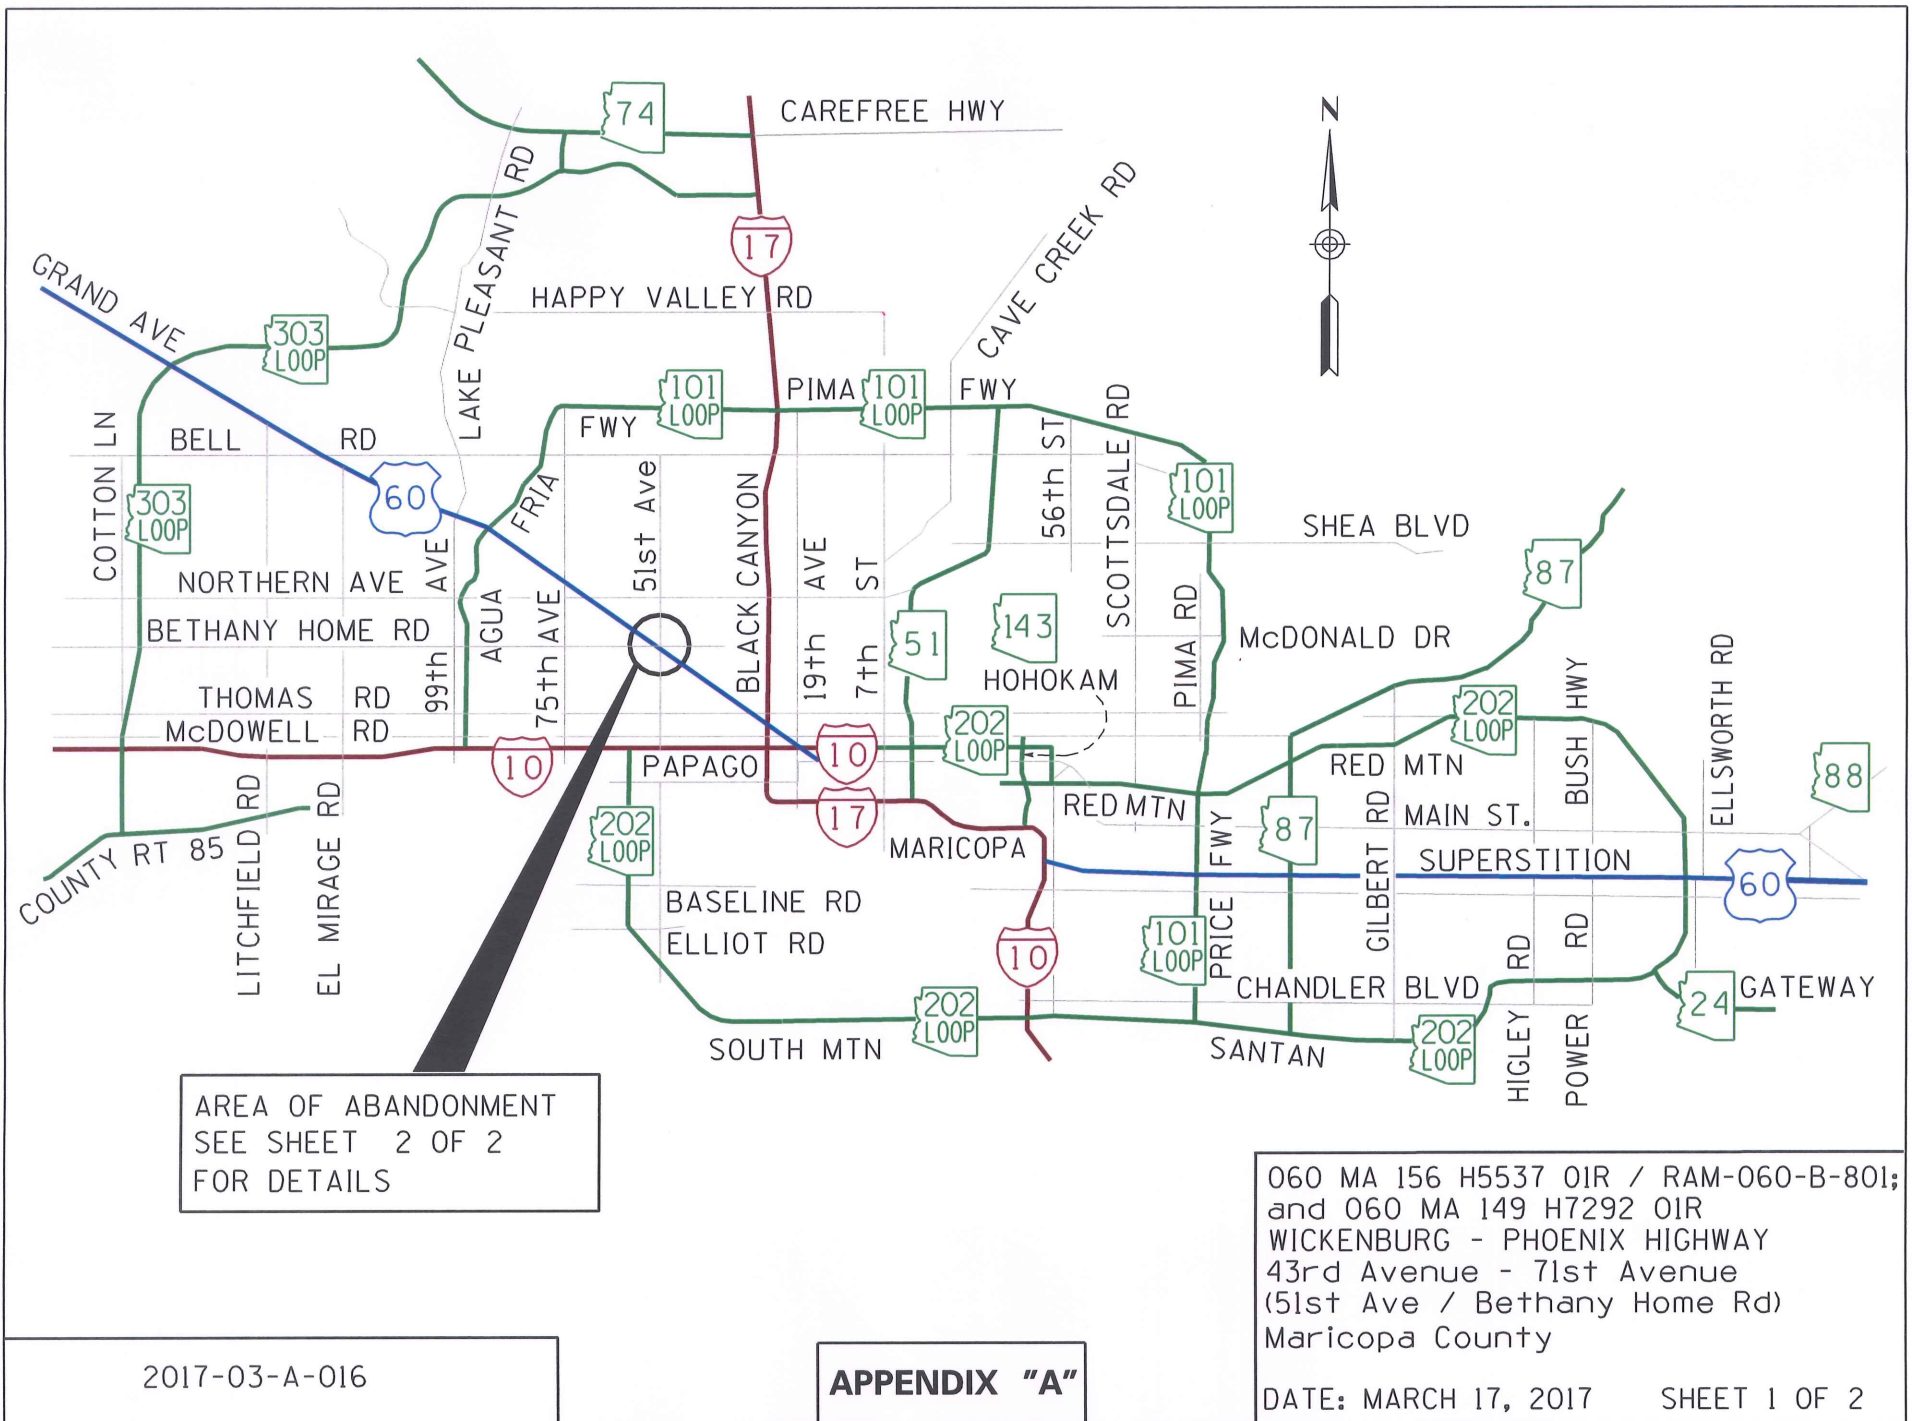 74
CAREFREE HWY
N
LAKE PLEASANT RD
17
CAVE CREEK RD
GRAND AVE
HAPPY VALLEY RD
303
LOOP
101
LOOP
PIMA
101
LOOP
FWY
FWY
BELL RD
COTTON LN
303
LOOP
60
FRIA
51st Ave
BLACK CANYON
56th ST
SCOTTSDALE RD
101
LOOP
SHEA BLVD
87
NORTHERN AVE
99th AVE
AGUA
75th AVE
19th AVE
7th ST
51
143
HOHOKAM
PIMA RD
McDONALD DR
BETHANY HOME RD
THOMAS RD
McDOWELL RD
10
PAPAGO
10
202
LOOP
202
LOOP
BUSH HWY
ELLSWORTH RD
RED MTN
88
RED MTN
LITCHFIELD RD
EL MIRAGE RD
202
LOOP
17
MARICOPA
PRICE FWY
87
GILBERT RD
MAIN ST.
SUPERSTITION
60
COUNTY RT 85
BASELINE RD
ELLIOT RD
10
101
LOOP
CHANDLER BLVD
HIGLEY RD
POWER RD
24
GATEWAY
202
LOOP
SOUTH MTN
SANTAN
202
LOOP
AREA OF ABANDONMENT
SEE SHEET 2 OF 2
FOR DETAILS
060 MA 156 H5537 01R / RAM-060-B-801;
and 060 MA 149 H7292 01R
WICKENBURG - PHOENIX HIGHWAY
43rd Avenue - 71st Avenue
(51st Ave / Bethany Home Rd)
Maricopa County
DATE: MARCH 17, 2017 SHEET 1 OF 2
2017-03-A-016
APPENDIX "A"